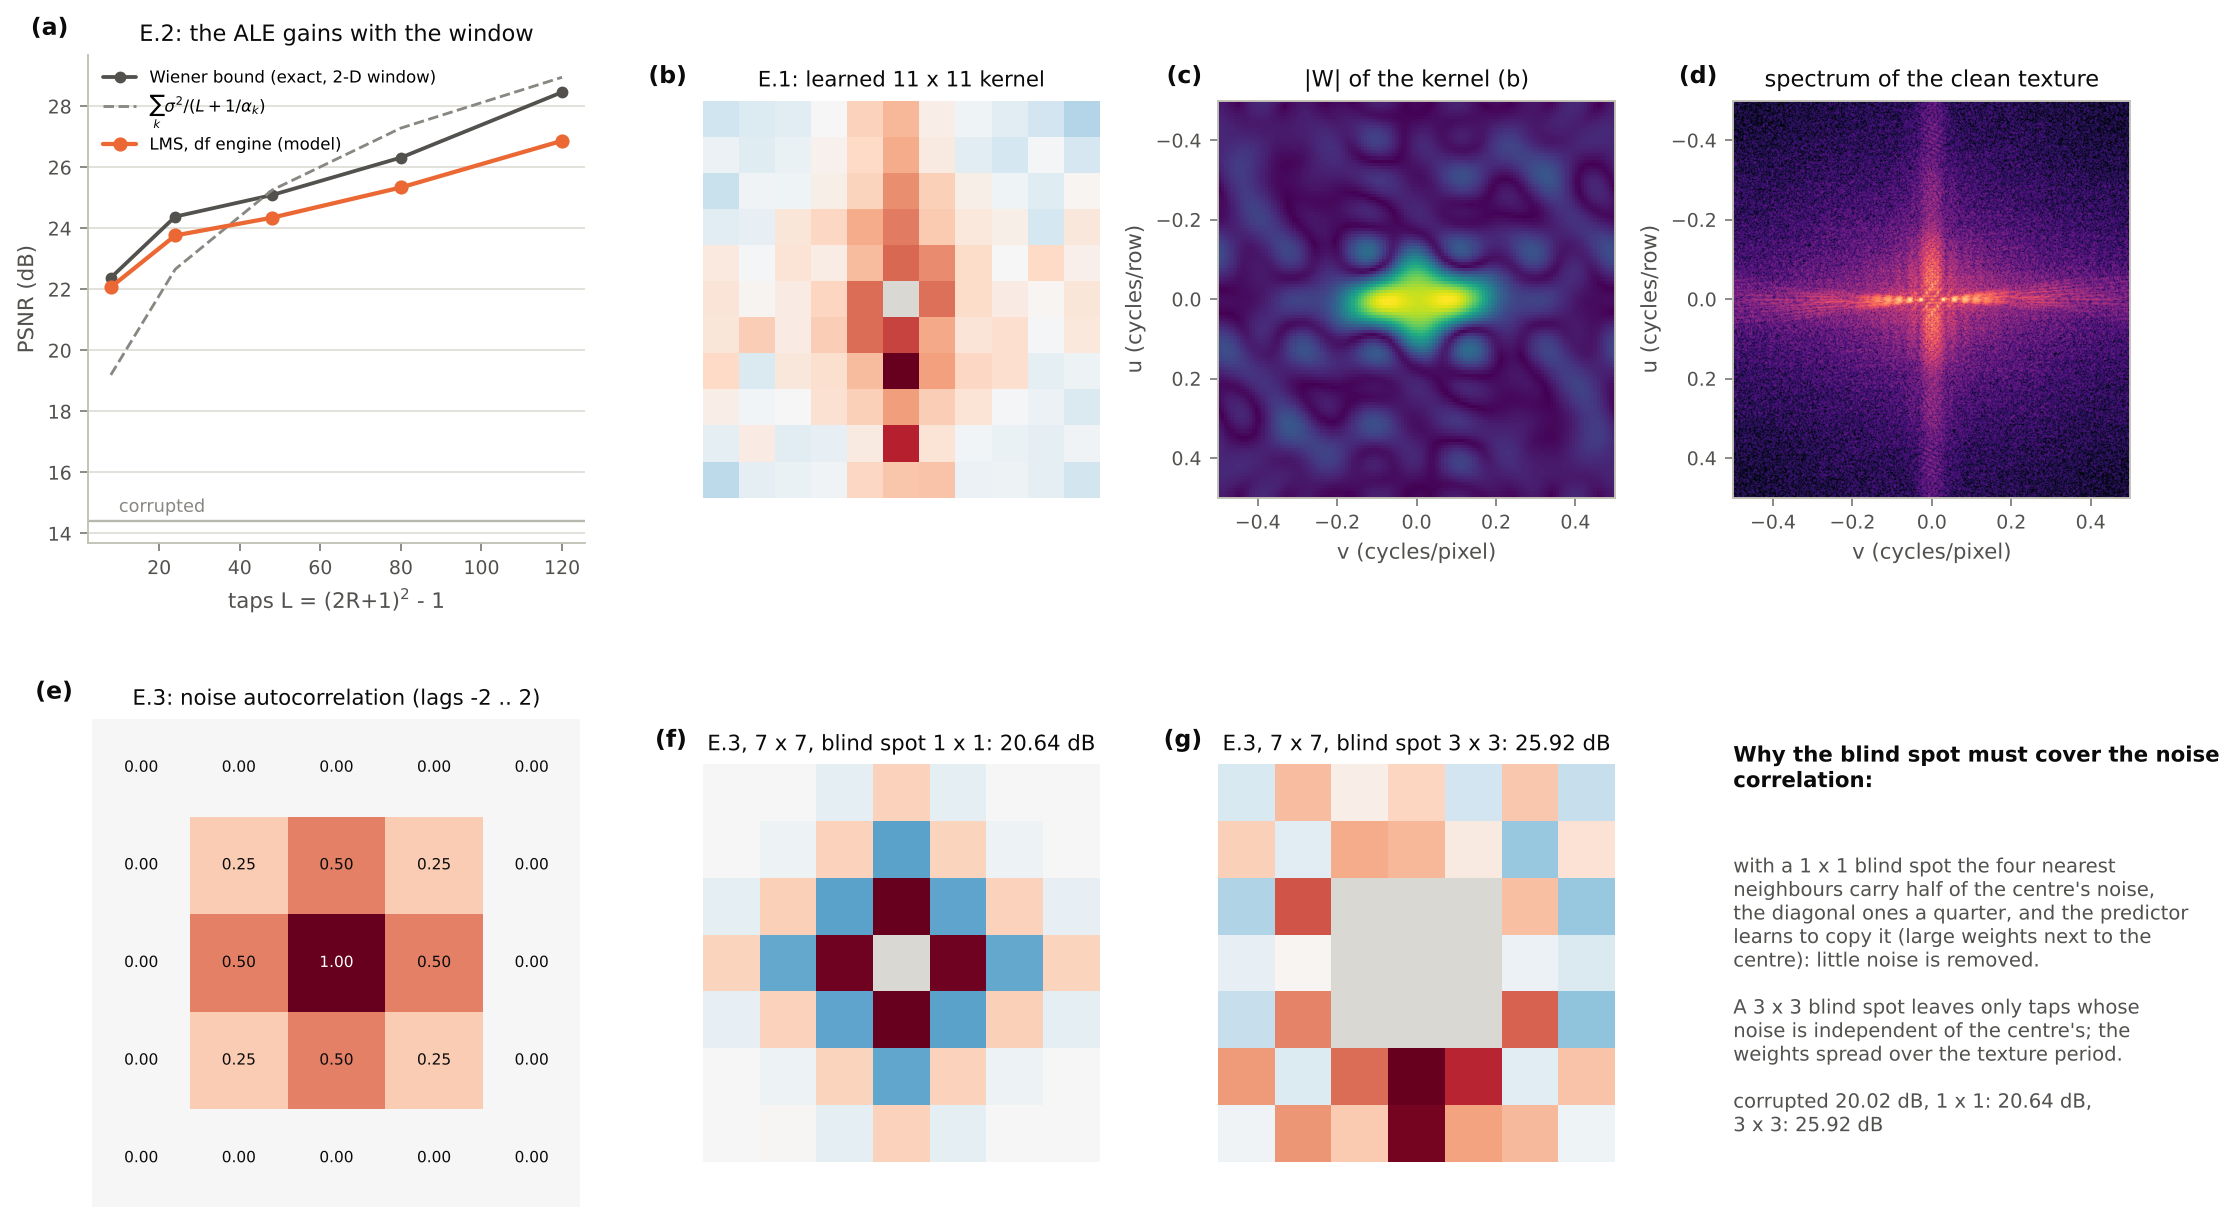 (a)
E.2: the ALE gains with the window
Wiener bound (exact, 2-D window)
∑σ²/(L + 1/αₖ)
k
LMS, df engine (model)
corrupted
PSNR (dB)
28
26
24
22
20
18
16
14
20 40 60 80 100 120
taps L = (2R+1)² - 1
(b)
E.1: learned 11 x 11 kernel
(c)
|W| of the kernel (b)
u (cycles/row)
−0.4
−0.2
0.0
0.2
0.4
−0.4 −0.2 0.0 0.2 0.4
v (cycles/pixel)
(d)
spectrum of the clean texture
u (cycles/row)
−0.4
−0.2
0.0
0.2
0.4
−0.4 −0.2 0.0 0.2 0.4
v (cycles/pixel)
(e)
E.3: noise autocorrelation (lags -2 .. 2)
0.00 0.00 0.00 0.00 0.00
0.00 0.25 0.50 0.25 0.00
0.00 0.50 1.00 0.50 0.00
0.00 0.25 0.50 0.25 0.00
0.00 0.00 0.00 0.00 0.00
(f)
E.3, 7 x 7, blind spot 1 x 1: 20.64 dB
(g)
E.3, 7 x 7, blind spot 3 x 3: 25.92 dB
Why the blind spot must cover the noise
correlation:
with a 1 x 1 blind spot the four nearest
neighbours carry half of the centre's noise,
the diagonal ones a quarter, and the predictor
learns to copy it (large weights next to the
centre): little noise is removed.
A 3 x 3 blind spot leaves only taps whose
noise is independent of the centre's; the
weights spread over the texture period.
corrupted 20.02 dB, 1 x 1: 20.64 dB,
3 x 3: 25.92 dB